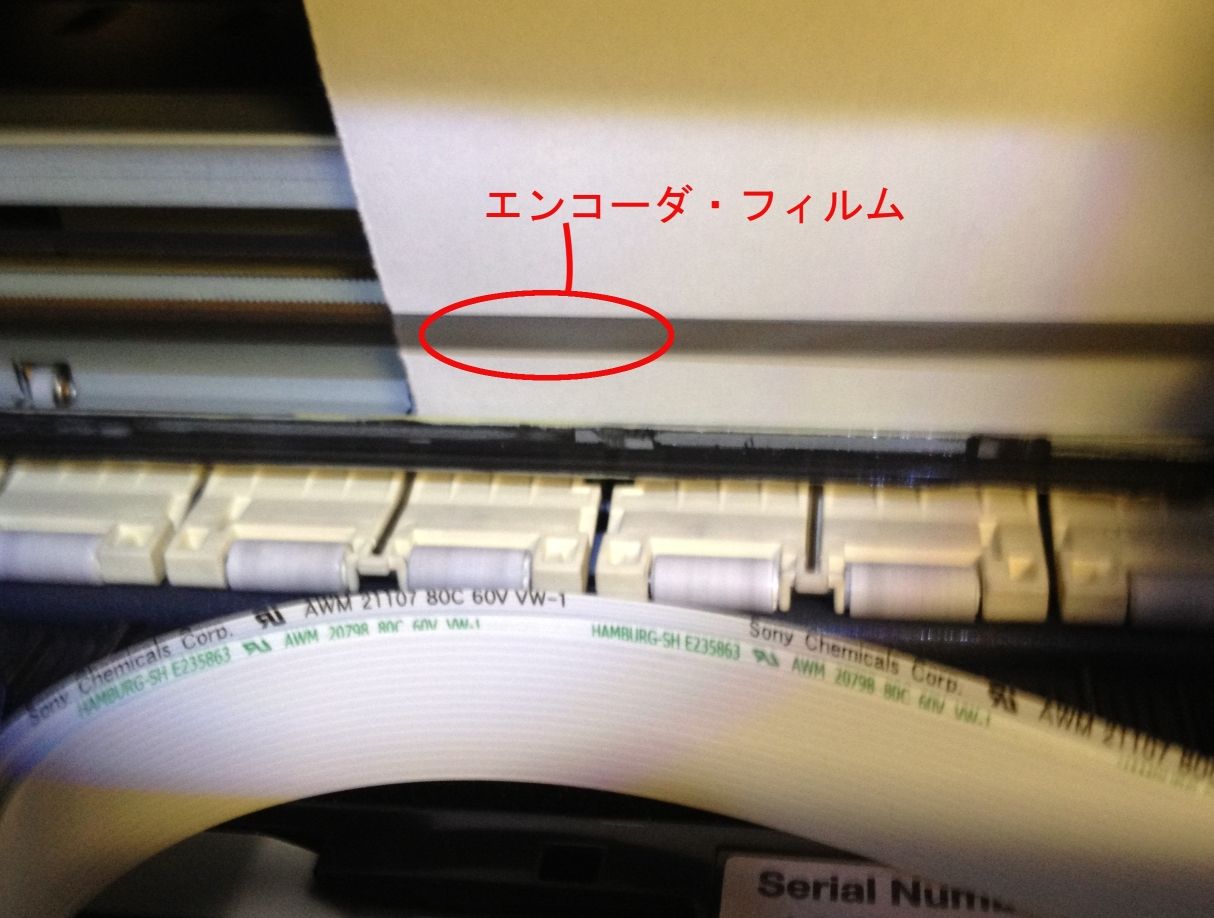 エンコーダ・フィルム
AWM 21107 80C 60V VW-1
Sony Chemicals Corp.
HAMBURG-SH E235863 AWM 20798 80C 60V VW-1
HAMBURG-SH E235863 AWM 20798 80C 60V VW-1
Sony Chemicals Corp. AWM 21107
Serial